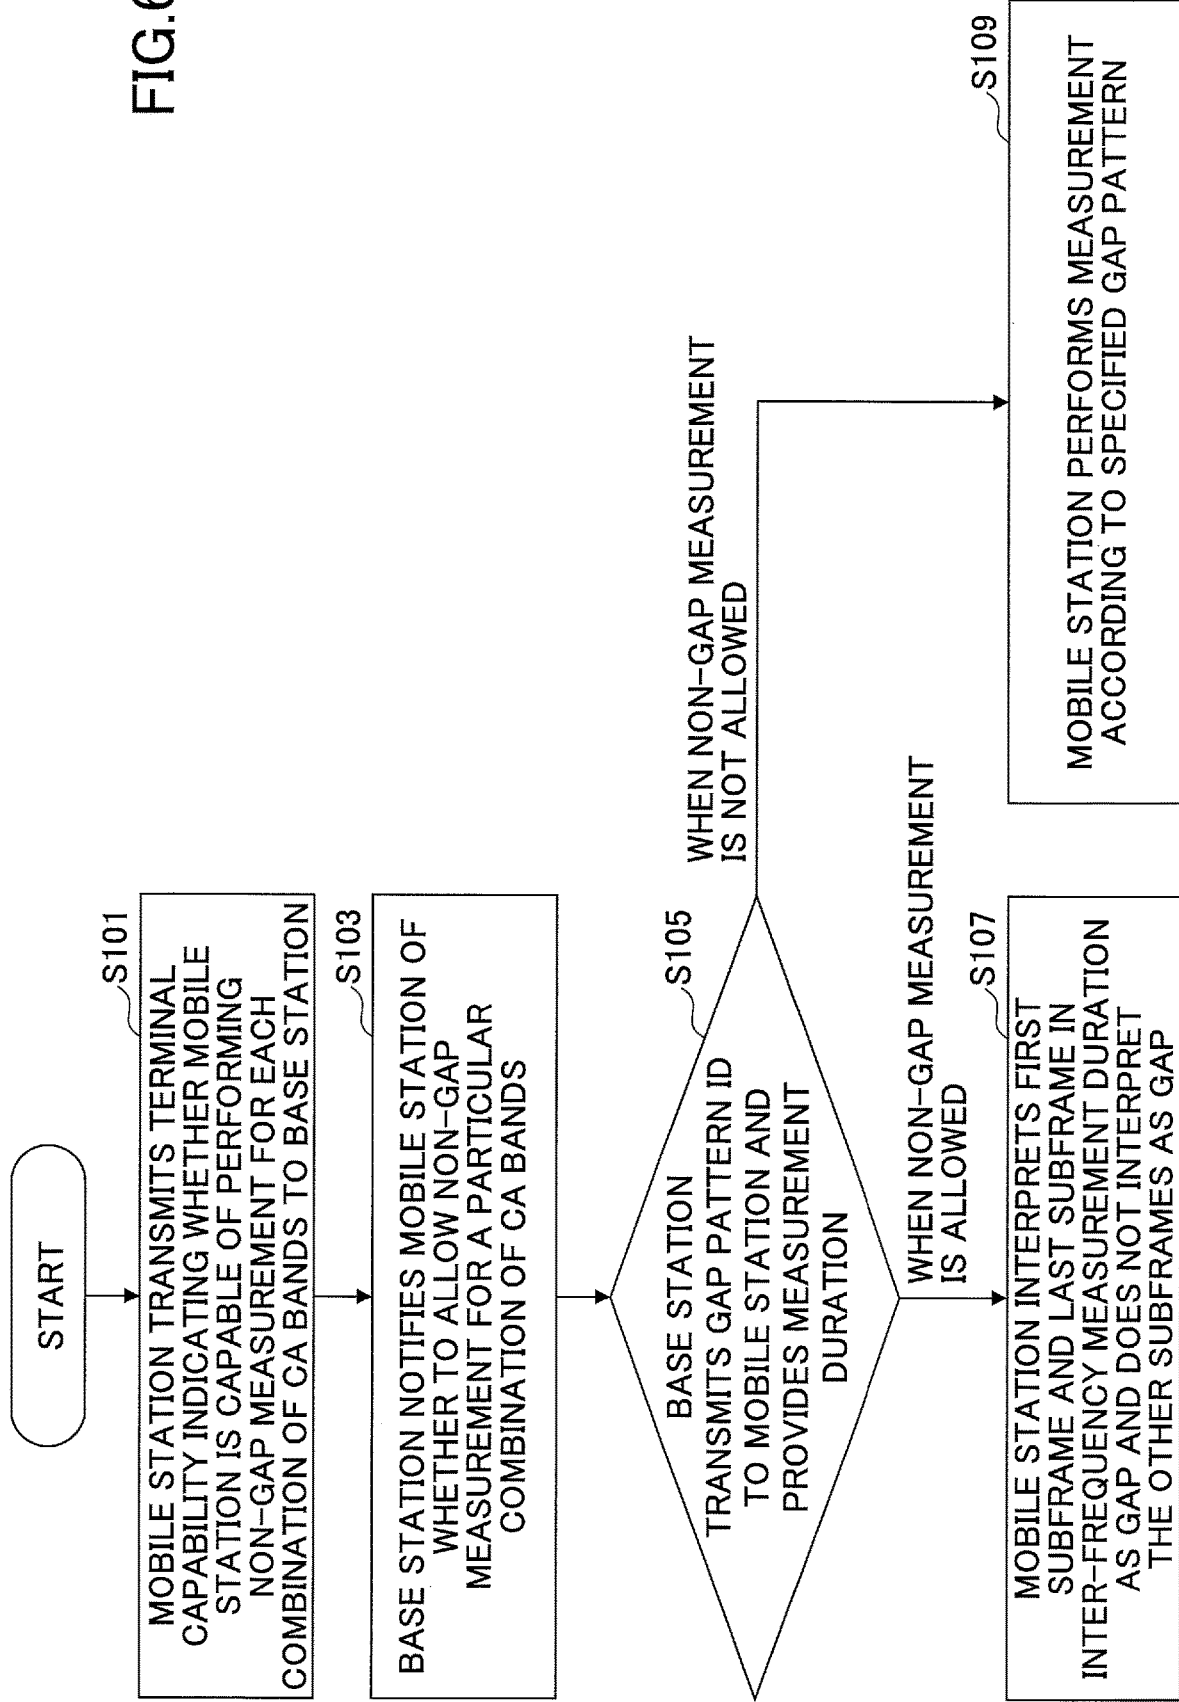 FIG.6
START
S101
MOBILE STATION TRANSMITS TERMINAL
CAPABILITY INDICATING WHETHER MOBILE
STATION IS CAPABLE OF PERFORMING
NON-GAP MEASUREMENT FOR EACH
COMBINATION OF CA BANDS TO BASE STATION
S103
BASE STATION NOTIFIES MOBILE STATION OF
WHETHER TO ALLOW NON-GAP
MEASUREMENT FOR A PARTICULAR
COMBINATION OF CA BANDS
S105
BASE STATION
TRANSMITS GAP PATTERN ID
TO MOBILE STATION AND
PROVIDES MEASUREMENT
DURATION
WHEN NON-GAP MEASUREMENT
IS NOT ALLOWED
WHEN NON-GAP MEASUREMENT
IS ALLOWED
S107
MOBILE STATION INTERPRETS FIRST
SUBFRAME AND LAST SUBFRAME IN
INTER-FREQUENCY MEASUREMENT DURATION
AS GAP AND DOES NOT INTERPRET
THE OTHER SUBFRAMES AS GAP
S109
MOBILE STATION PERFORMS MEASUREMENT
ACCORDING TO SPECIFIED GAP PATTERN